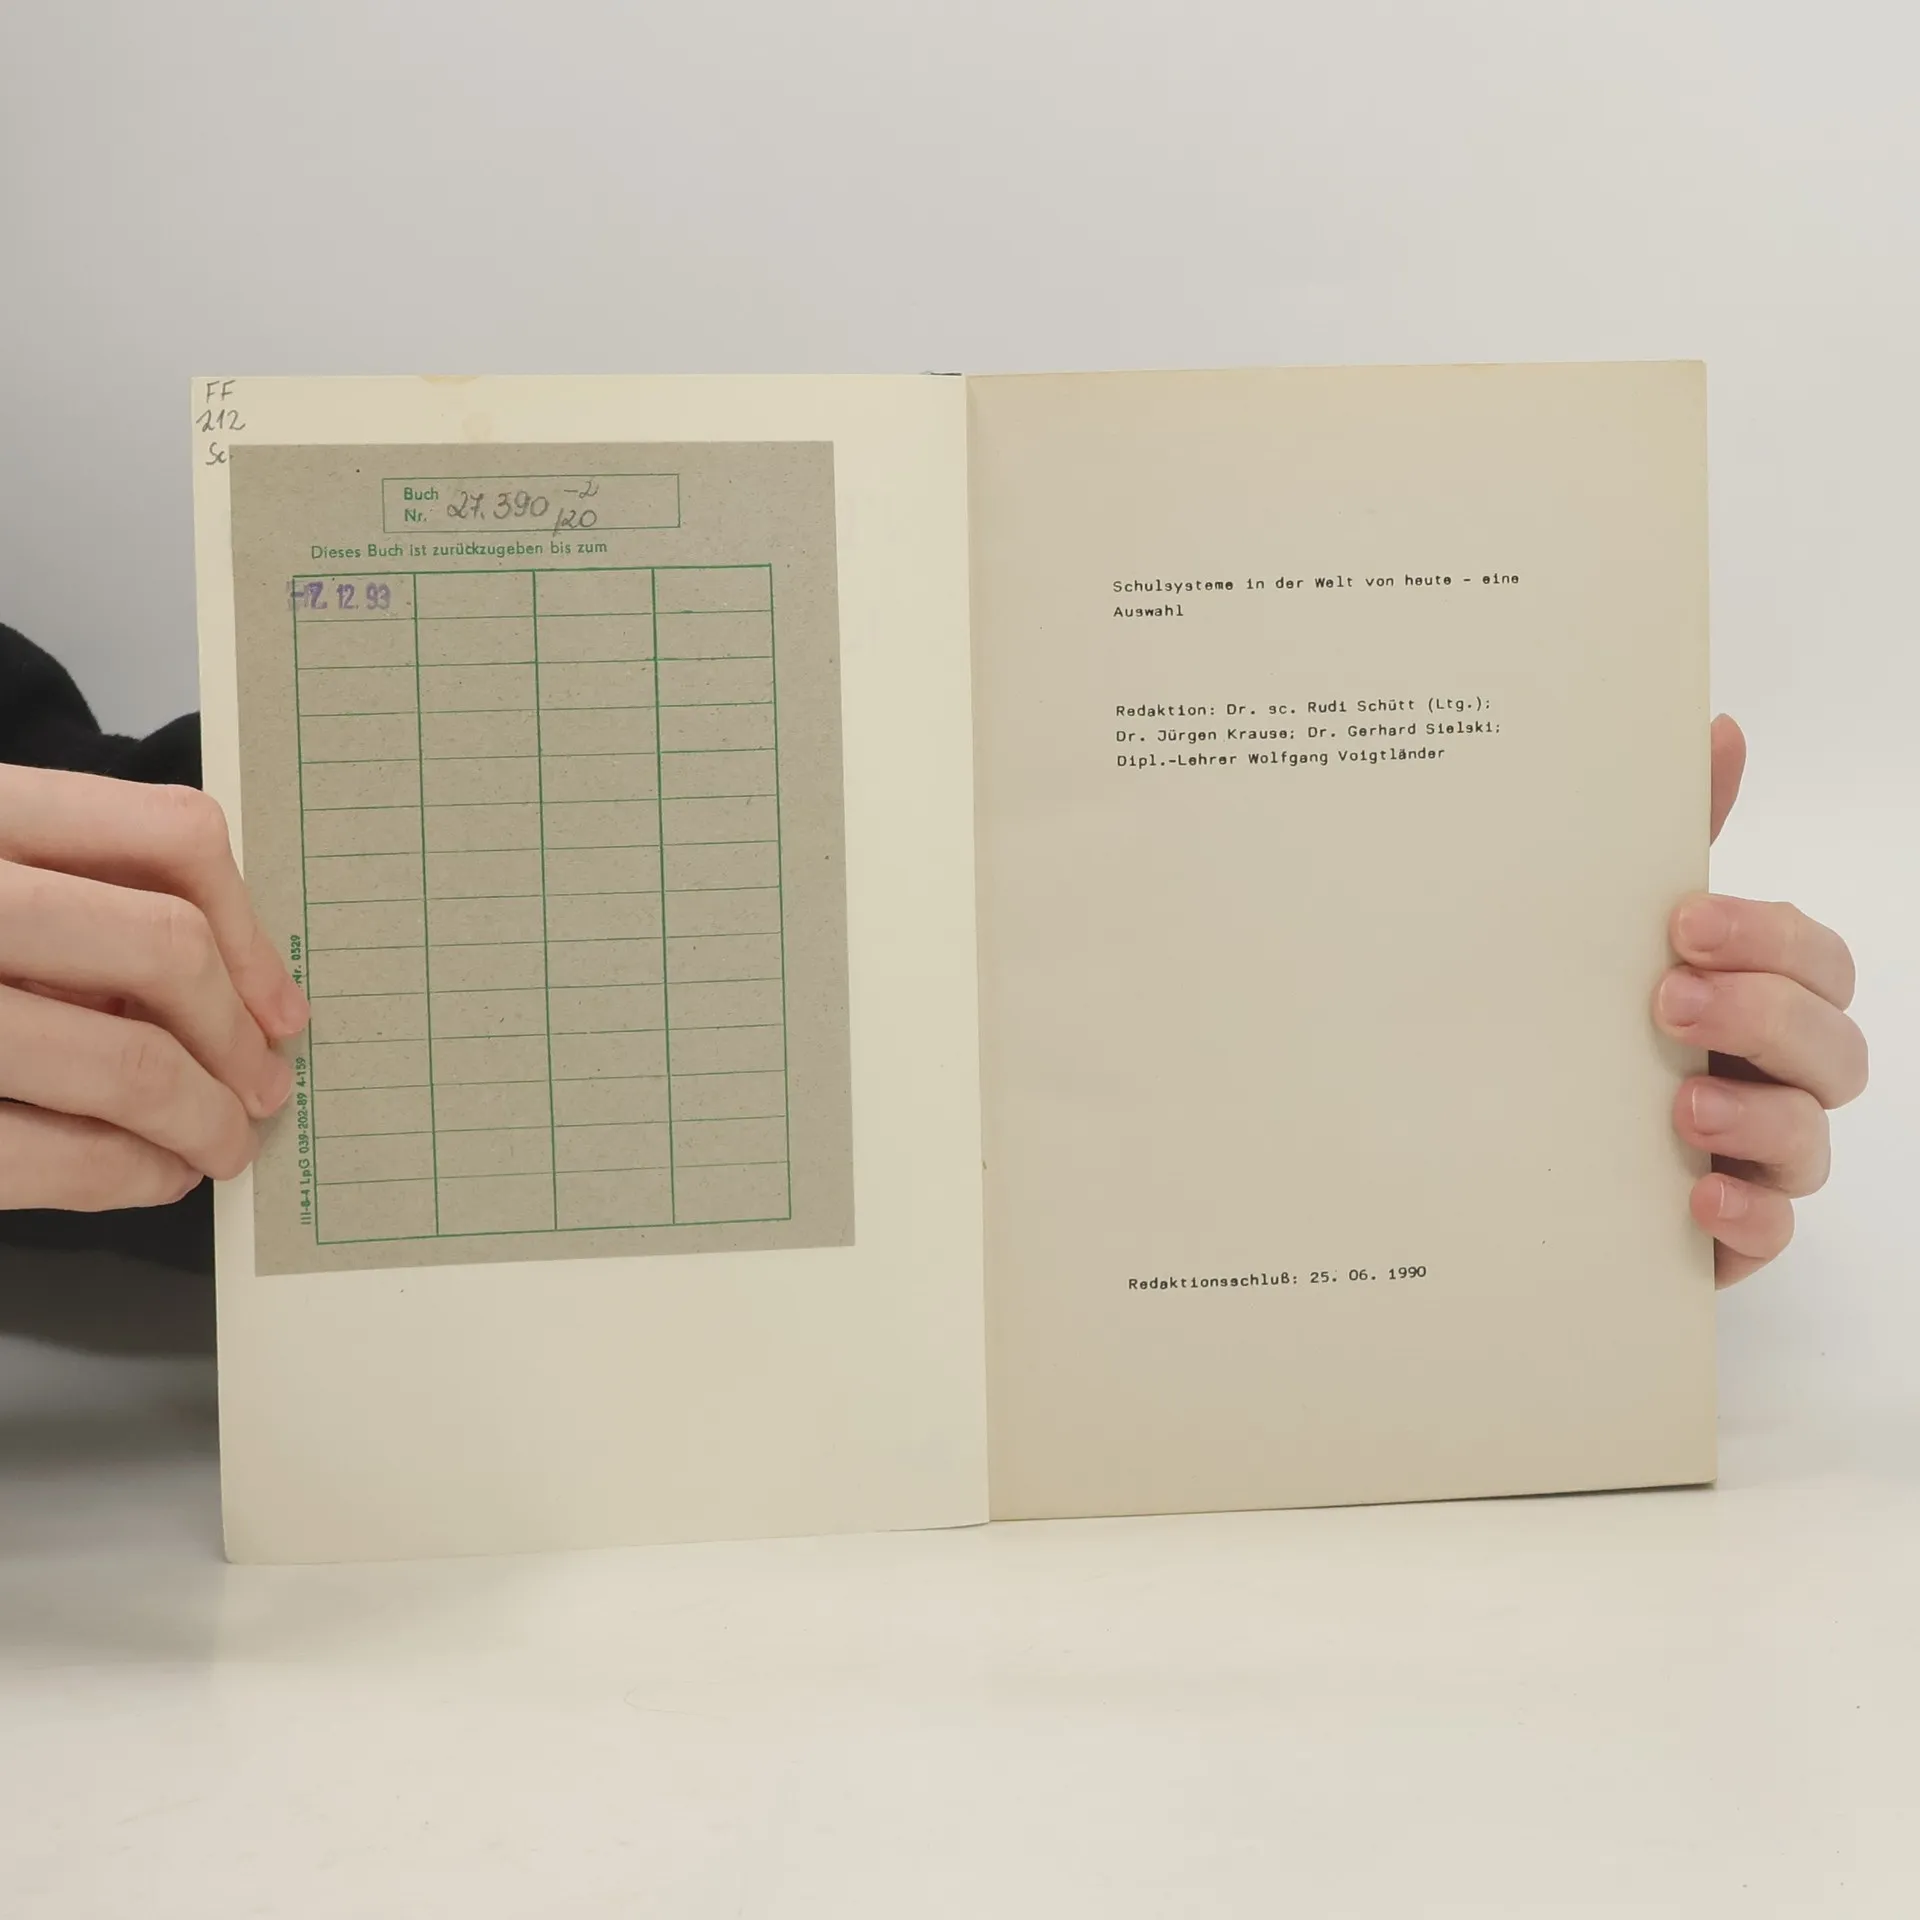 FF
212
Sc.
Buch
Nr. 27.390 -2/20
Dieses Buch ist zurückzugeben bis zum
-7. 12. 93
Nr. 0529
III-8-4 LpG 039-202-89 4-159
Schulsysteme in der Welt von heute - eine
Auswahl
Redaktion: Dr. sc. Rudi Schütt (Ltg.);
Dr. Jürgen Krause; Dr. Gerhard Sielski;
Dipl.-Lehrer Wolfgang Voigtländer
Redaktionsschluß: 25. 06. 1990